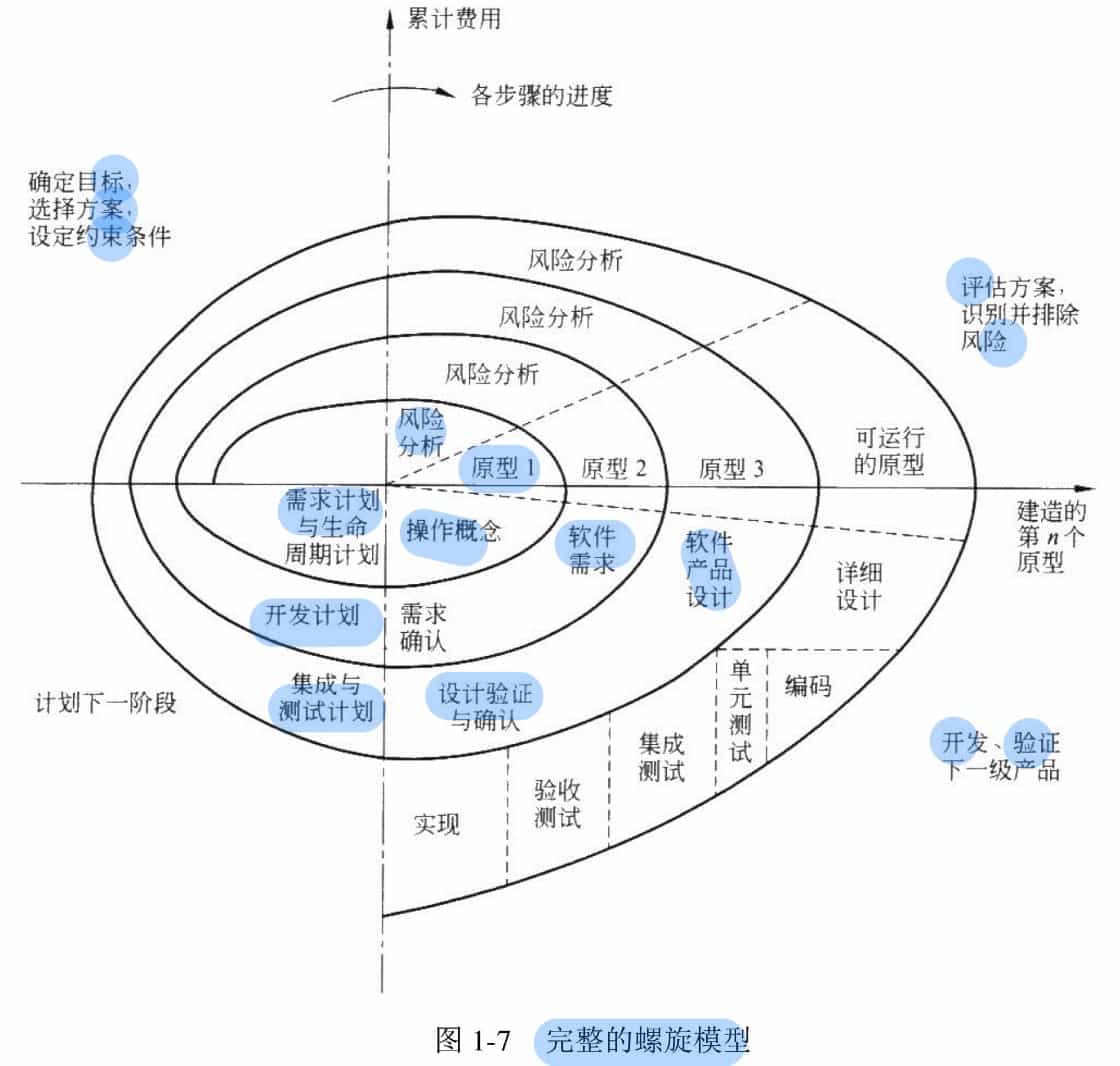 累计费用
各步骤的进度
确定目标,
选择方案,
设定约束条件
风险分析
评估方案,
识别并排除
风险
风险分析
风险分析
风险
分析
原型 1
原型 2
原型 3
可运行
的原型
建造的
第 n 个
原型
需求计划
与生命
周期计划
操作概念
软件
需求
软件
产品
设计
详细
设计
开发计划
需求
确认
单
元
测
试
编码
集成与
测试计划
设计验证
与确认
计划下一阶段
集成
测试
开发、验证
下一级产品
验收
测试
实现
图 1-7 完整的螺旋模型